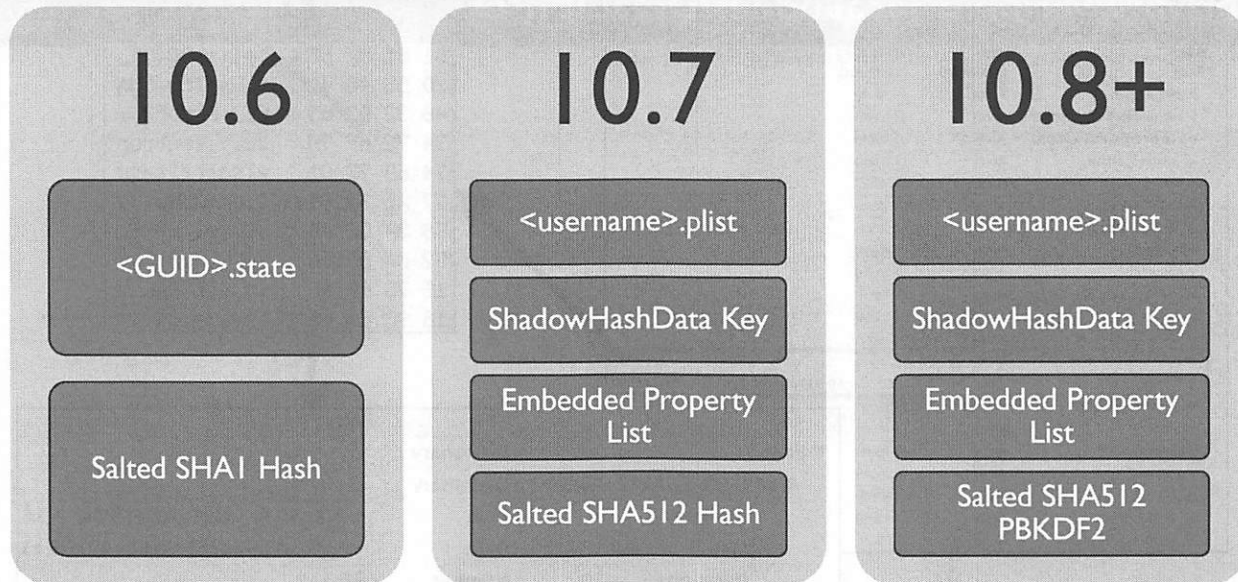 10.6
<GUID>.state
Salted SHA1 Hash
10.7
<username>.plist
ShadowHashData Key
Embedded Property
List
Salted SHA512 Hash
10.8+
<username>.plist
ShadowHashData Key
Embedded Property
List
Salted SHA512
PBKDF2